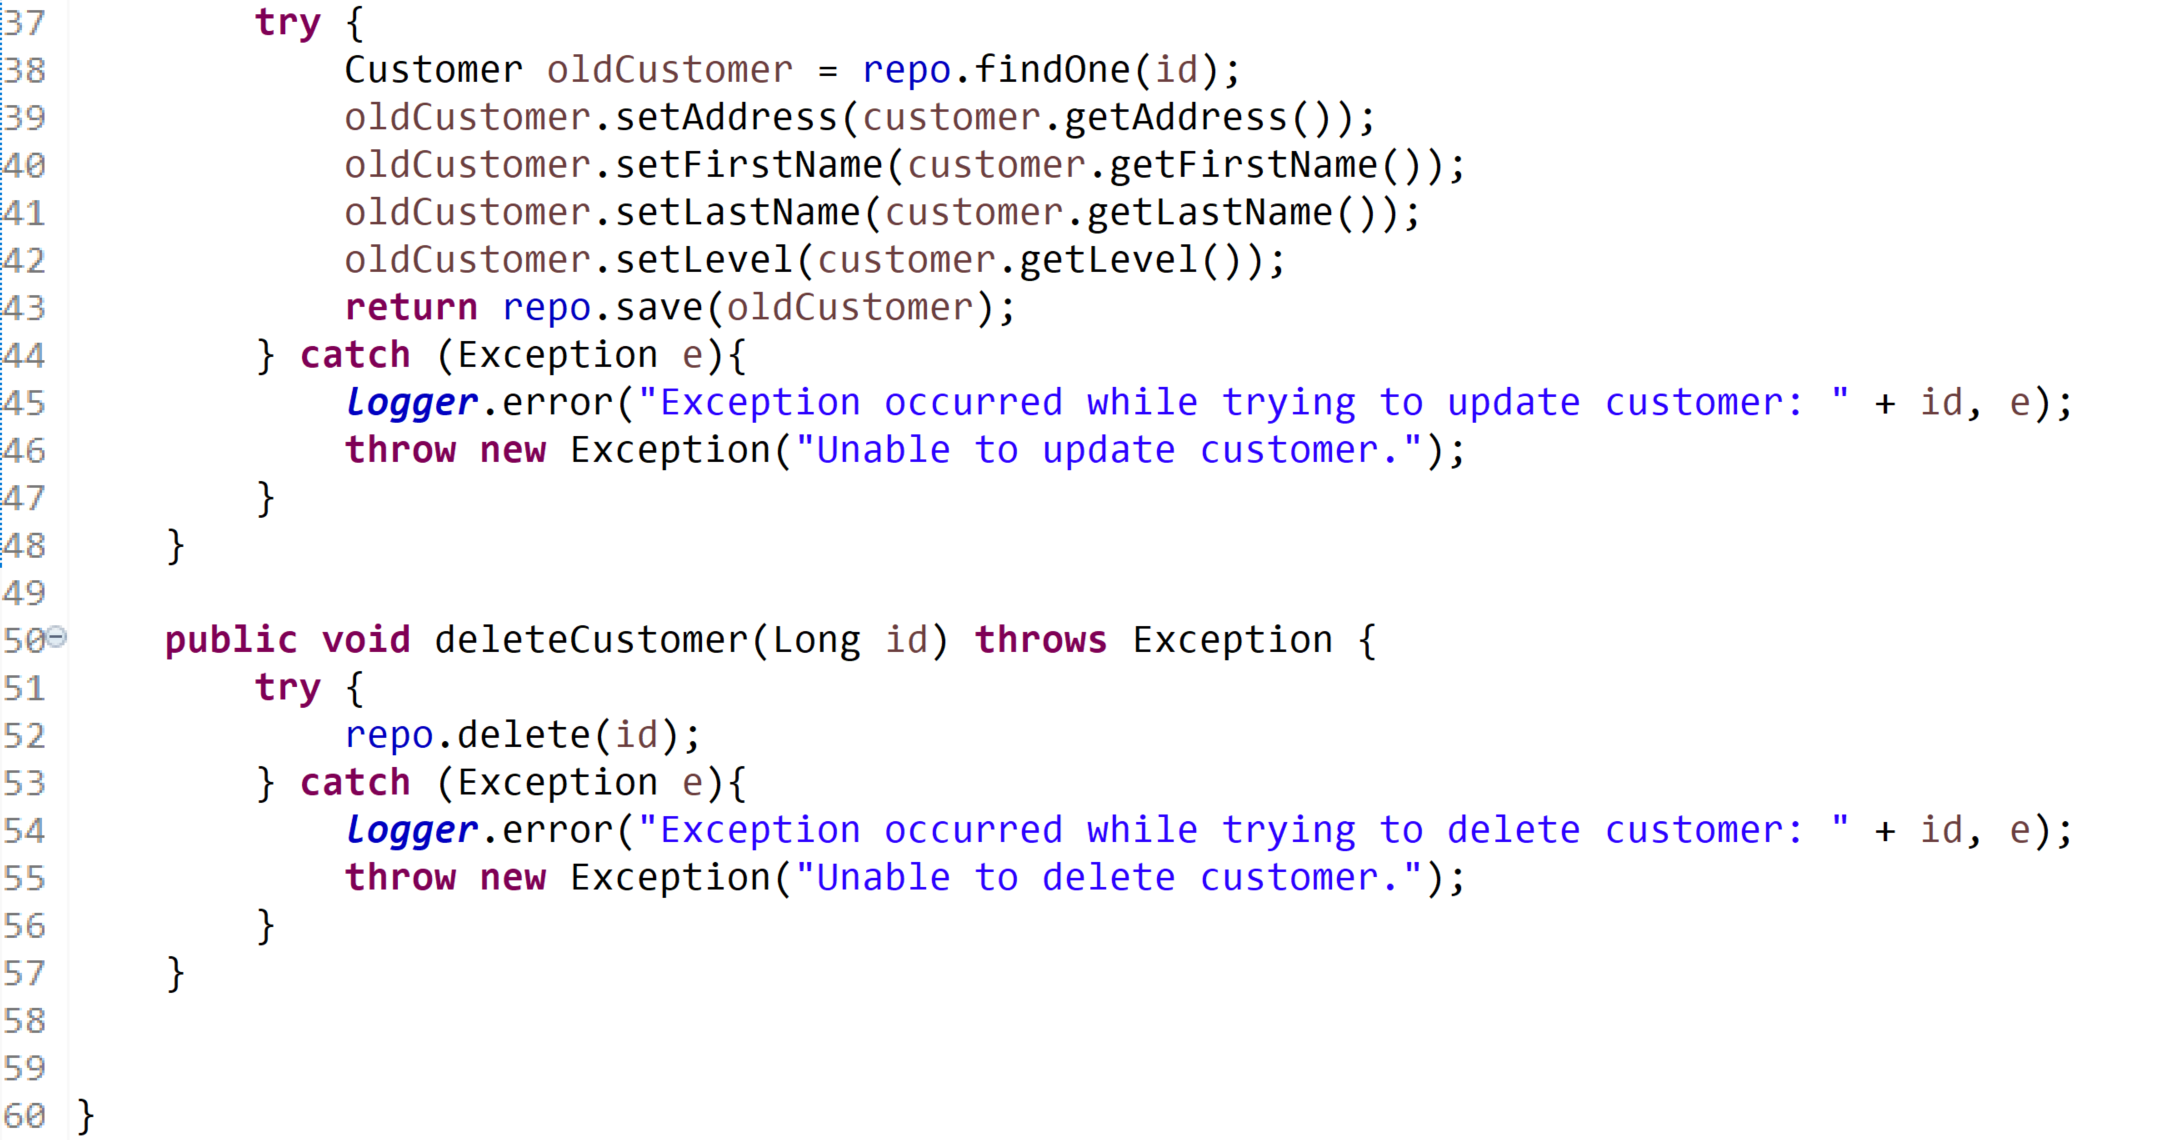 37 try {
38 Customer oldCustomer = repo.findOne(id);
39 oldCustomer.setAddress(customer.getAddress());
40 oldCustomer.setFirstName(customer.getFirstName());
41 oldCustomer.setLastName(customer.getLastName());
42 oldCustomer.setLevel(customer.getLevel());
43 return repo.save(oldCustomer);
44 } catch (Exception e){
45 logger.error("Exception occurred while trying to update customer: " + id, e);
46 throw new Exception("Unable to update customer.");
47 }
48 }
49
50 public void deleteCustomer(Long id) throws Exception {
51 try {
52 repo.delete(id);
53 } catch (Exception e){
54 logger.error("Exception occurred while trying to delete customer: " + id, e);
55 throw new Exception("Unable to delete customer.");
56 }
57 }
58
59
60 }